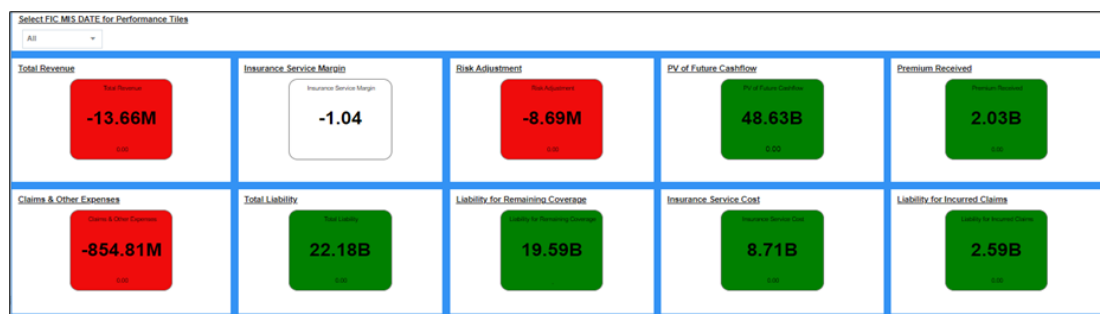 Select FIC MIS DATE for Performance Tiles
All
Total Revenue
Total Revenue
-13.66M
0.00
Insurance Service Margin
Insurance Service Margin
-1.04
Risk Adjustment
Risk Adjustment
-8.69M
0.00
PV of Future Cashflow
PV of Future Cashflow
48.63B
0.00
Premium Received
Premium Received
2.03B
0.00
Claims & Other Expenses
Claims & Other Expenses
-854.81M
0.00
Total Liability
Total Liability
22.18B
0.00
Liability for Remaining Coverage
Liability for Remaining Coverage
19.59B
0.00
Insurance Service Cost
Insurance Service Cost
8.71B
0.00
Liability for Incurred Claims
Liability for Incurred Claims
2.59B
0.00